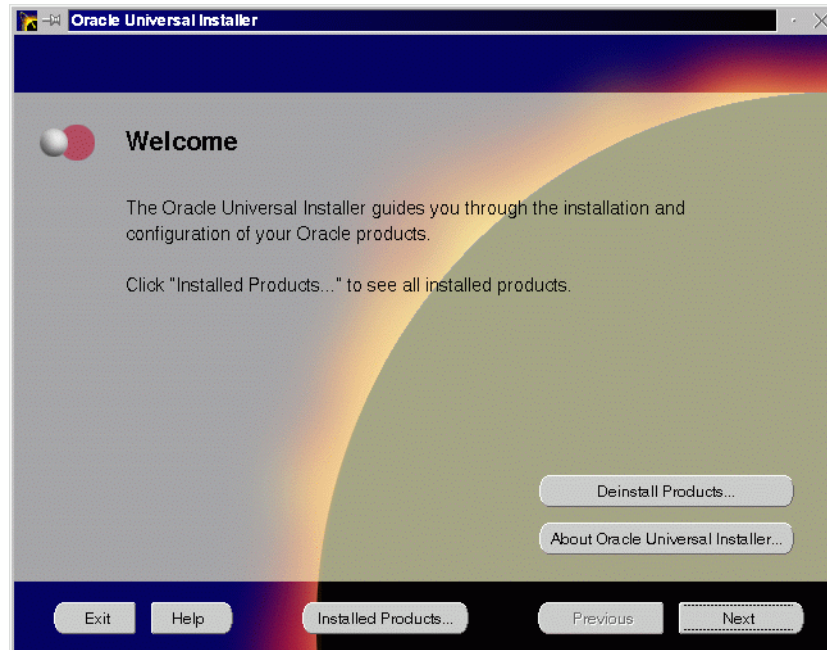 Oracle Universal Installer
Welcome
The Oracle Universal Installer guides you through the installation and
configuration of your Oracle products.
Click "Installed Products..." to see all installed products.
Deinstall Products...
About Oracle Universal Installer...
Exit
Help
Installed Products...
Previous
Next